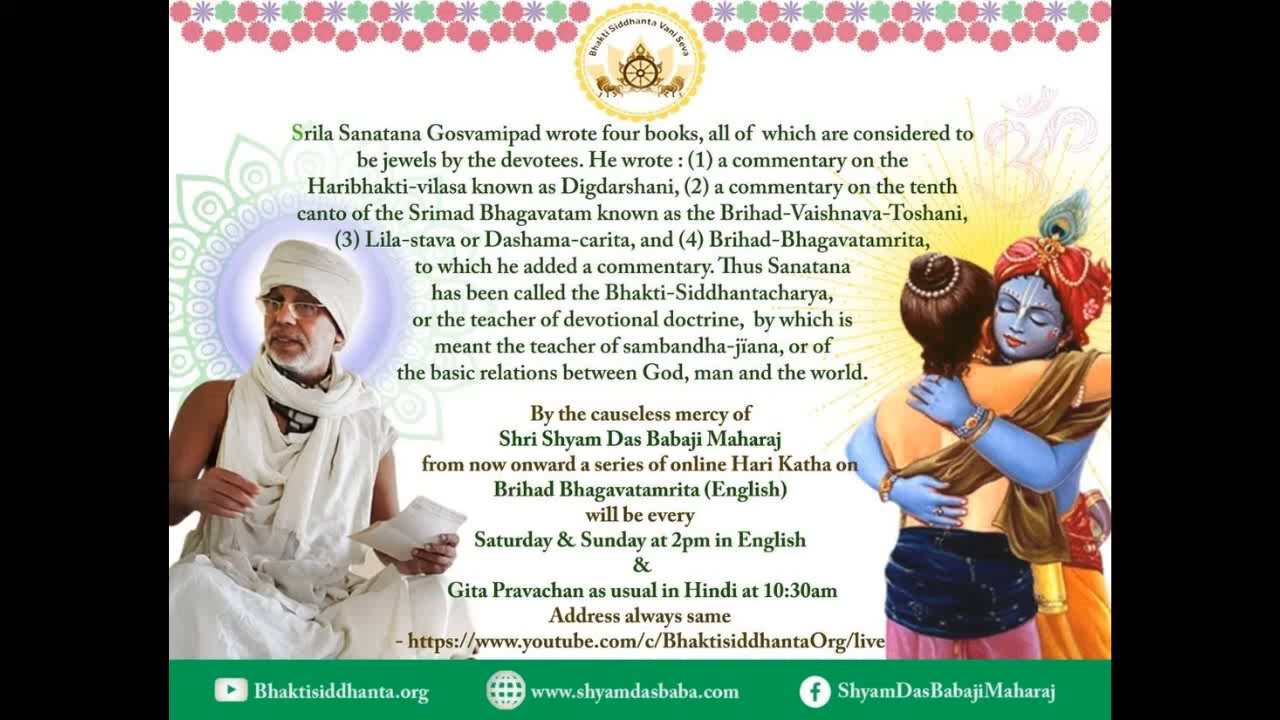 Bhakti Siddhanta Vani Seva
Srila Sanatana Gosvamipad wrote four books, all of which are considered to
be jewels by the devotees. He wrote : (1) a commentary on the
Haribhakti-vilasa known as Digdarshani, (2) a commentary on the tenth
canto of the Srimad Bhagavatam known as the Brihad-Vaishnava-Toshani,
(3) Lila-stava or Dashama-carita, and (4) Brihad-Bhagavatamrita,
to which he added a commentary. Thus Sanatana
has been called the Bhakti-Siddhantacharya,
or the teacher of devotional doctrine, by which is
meant the teacher of sambandha-jïana, or of
the basic relations between God, man and the world.
By the causeless mercy of
Shri Shyam Das Babaji Maharaj
from now onward a series of online Hari Katha on
Brihad Bhagavatamrita (English)
will be every
Saturday & Sunday at 2pm in English
&
Gita Pravachan as usual in Hindi at 10:30am
Address always same
- https://www.youtube.com/c/BhaktisiddhantaOrg/live
Bhaktisiddhanta.org
www.shyamdasbaba.com
ShyamDasBabajiMaharaj